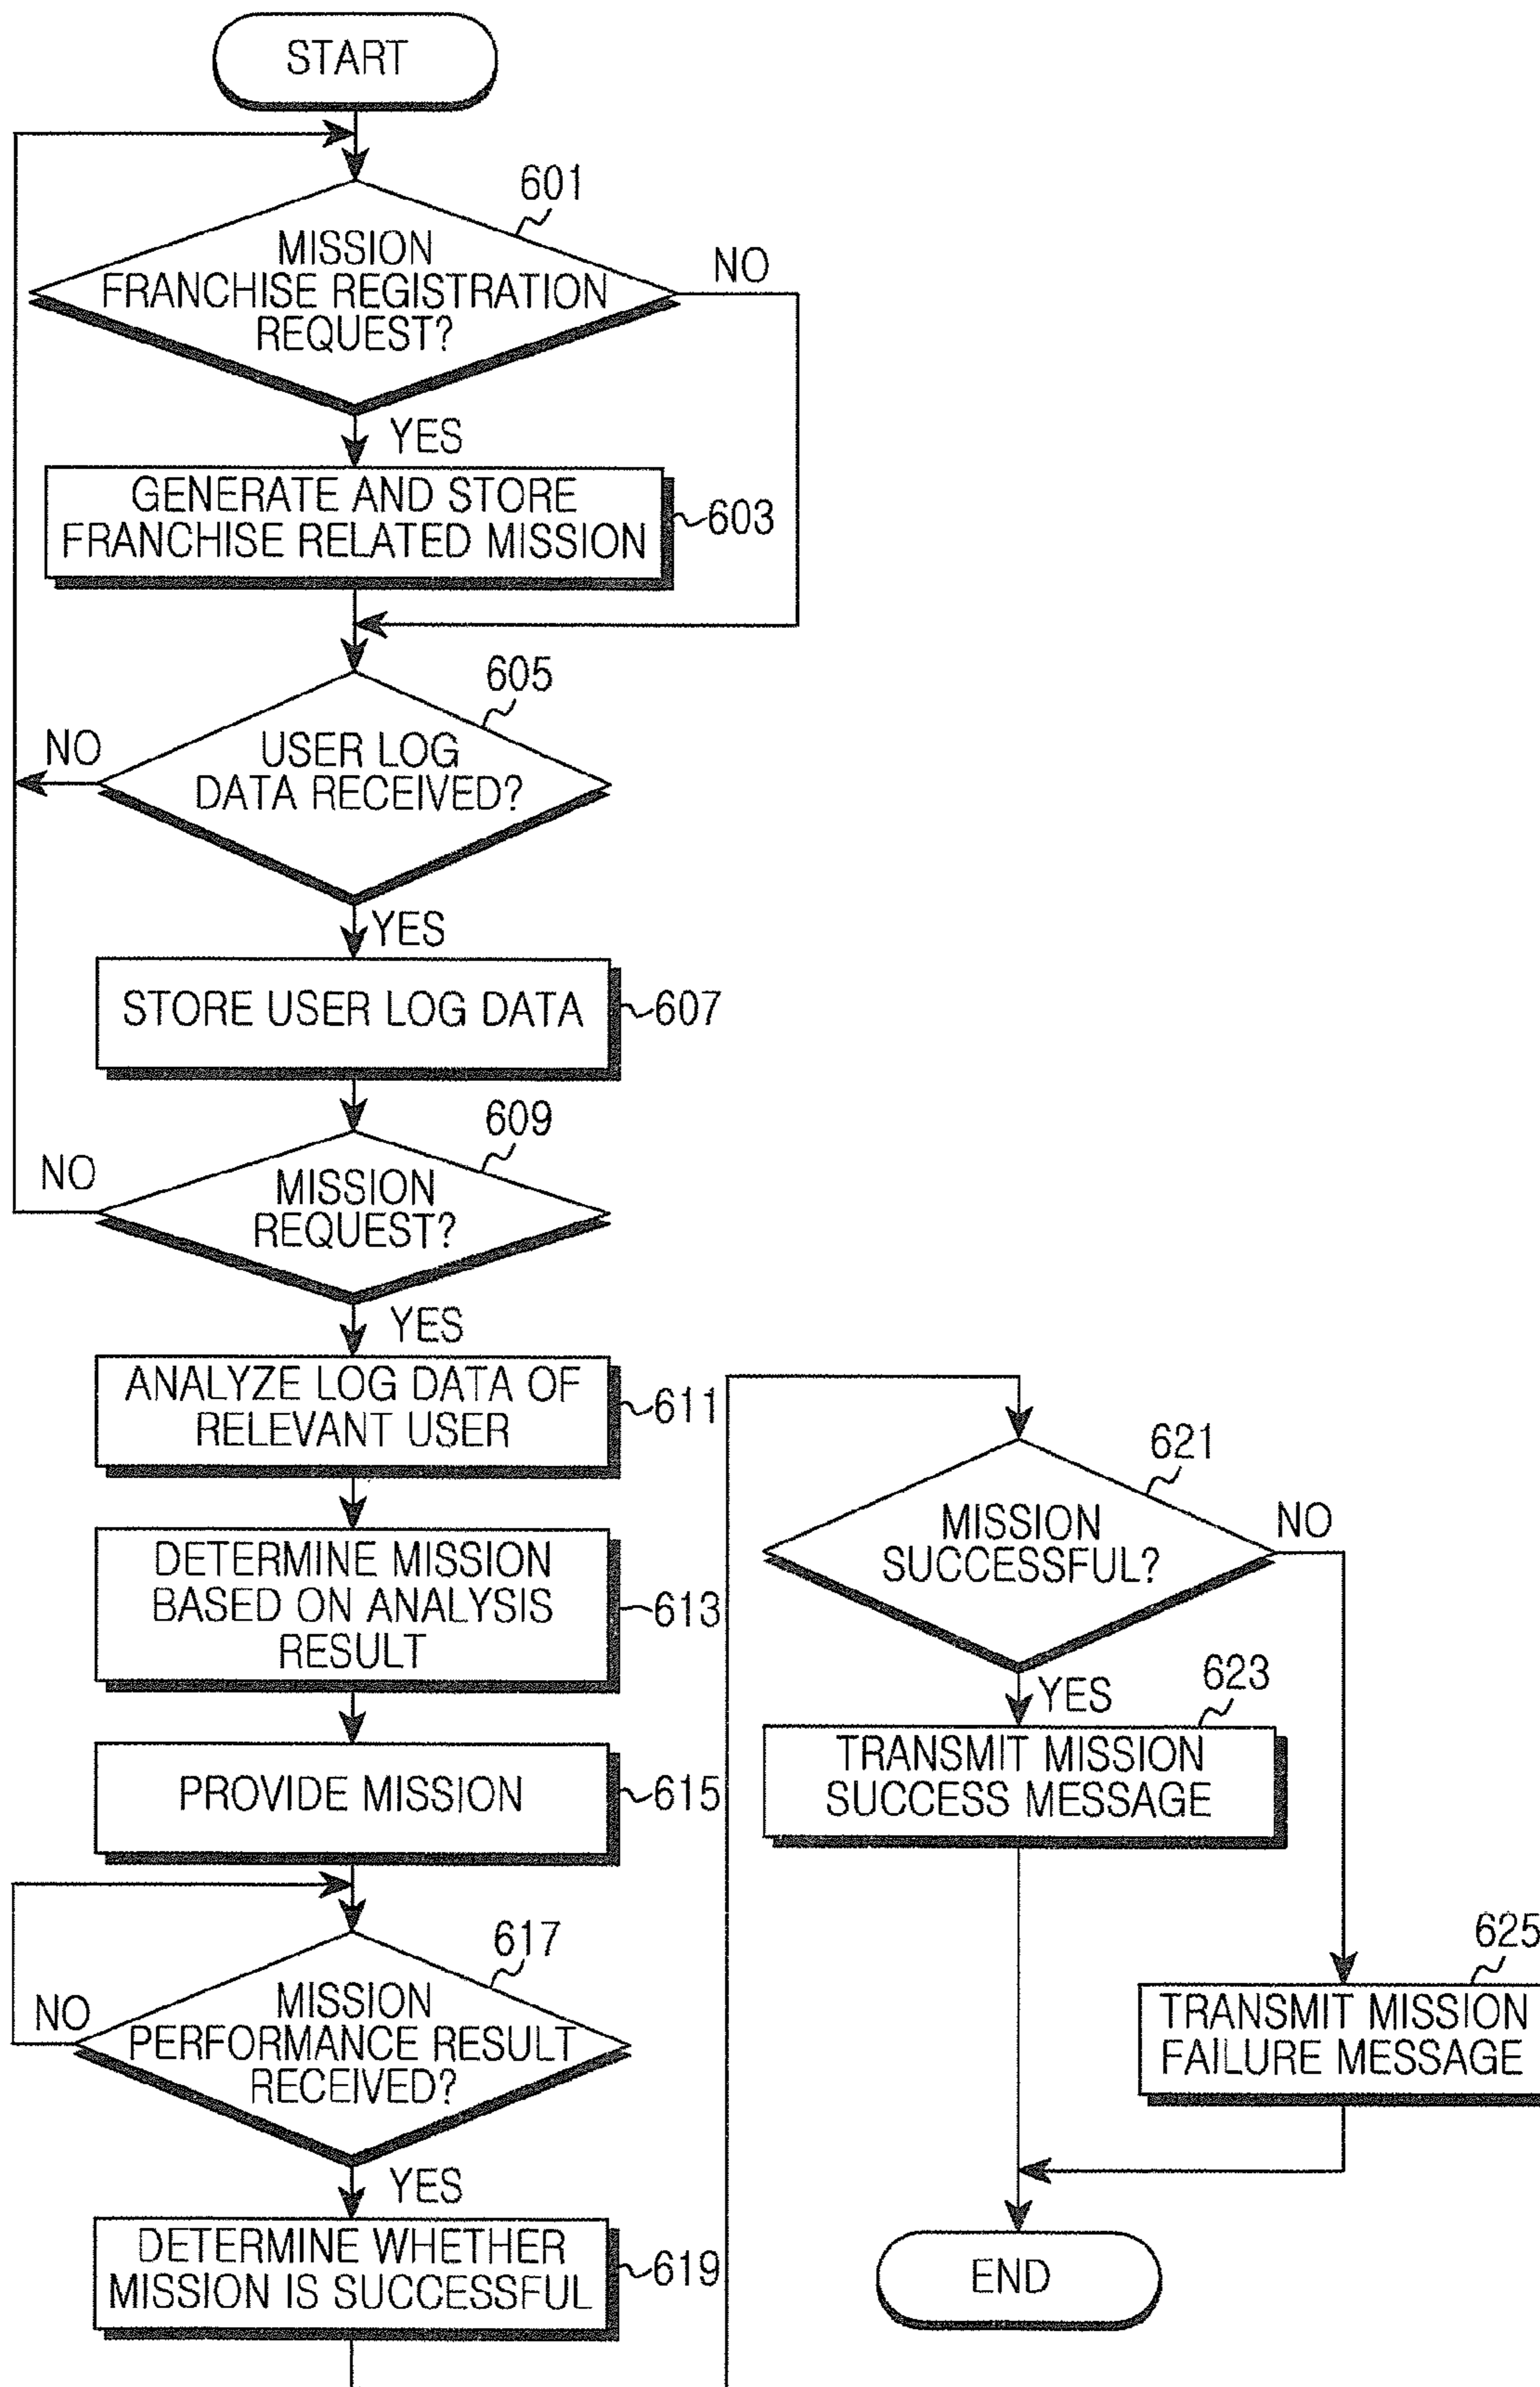 START
601
MISSION
FRANCHISE REGISTRATION
REQUEST?
NO
YES
GENERATE AND STORE
FRANCHISE RELATED MISSION
603
605
USER LOG
DATA RECEIVED?
NO
YES
STORE USER LOG DATA
607
609
MISSION
REQUEST?
NO
YES
ANALYZE LOG DATA OF
RELEVANT USER
611
DETERMINE MISSION
BASED ON ANALYSIS
RESULT
613
PROVIDE MISSION
615
617
MISSION
PERFORMANCE RESULT
RECEIVED?
NO
YES
DETERMINE WHETHER
MISSION IS SUCCESSFUL
619
621
MISSION
SUCCESSFUL?
NO
YES
623
TRANSMIT MISSION
SUCCESS MESSAGE
625
TRANSMIT MISSION
FAILURE MESSAGE
END